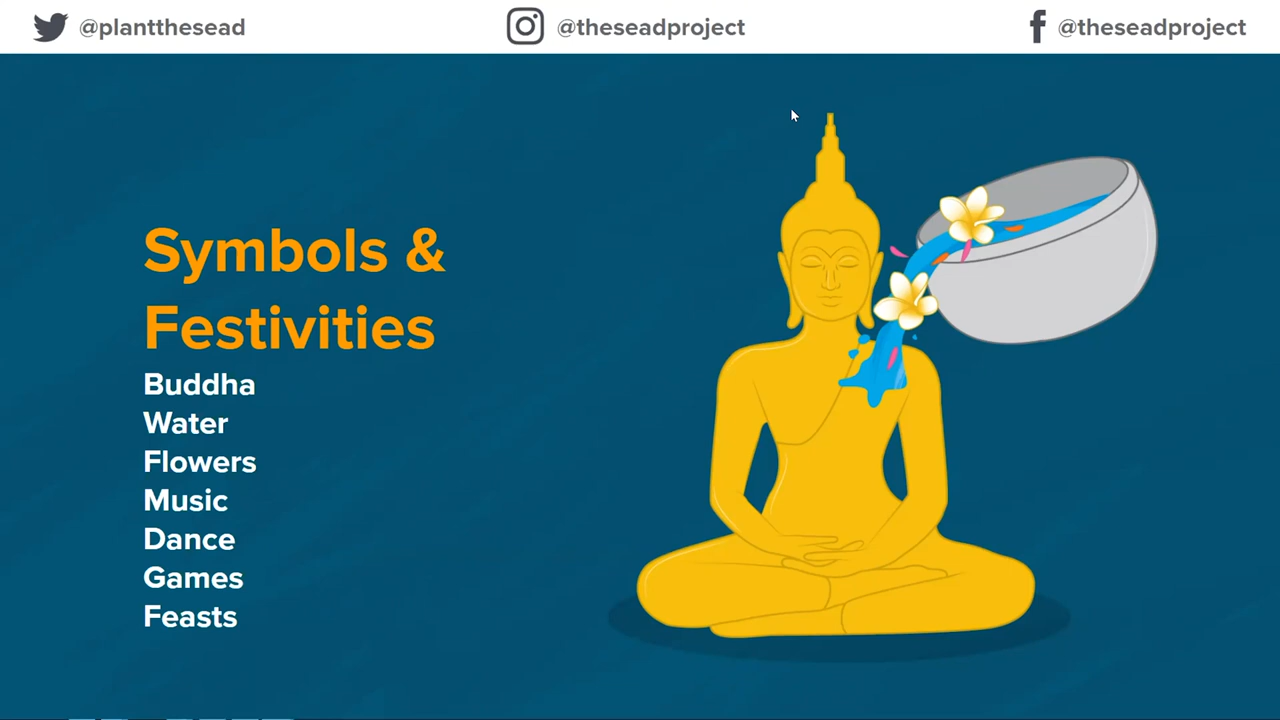 @plantthesead
@theseadproject
@theseadproject
Symbols &
Festivities
Buddha
Water
Flowers
Music
Dance
Games
Feasts